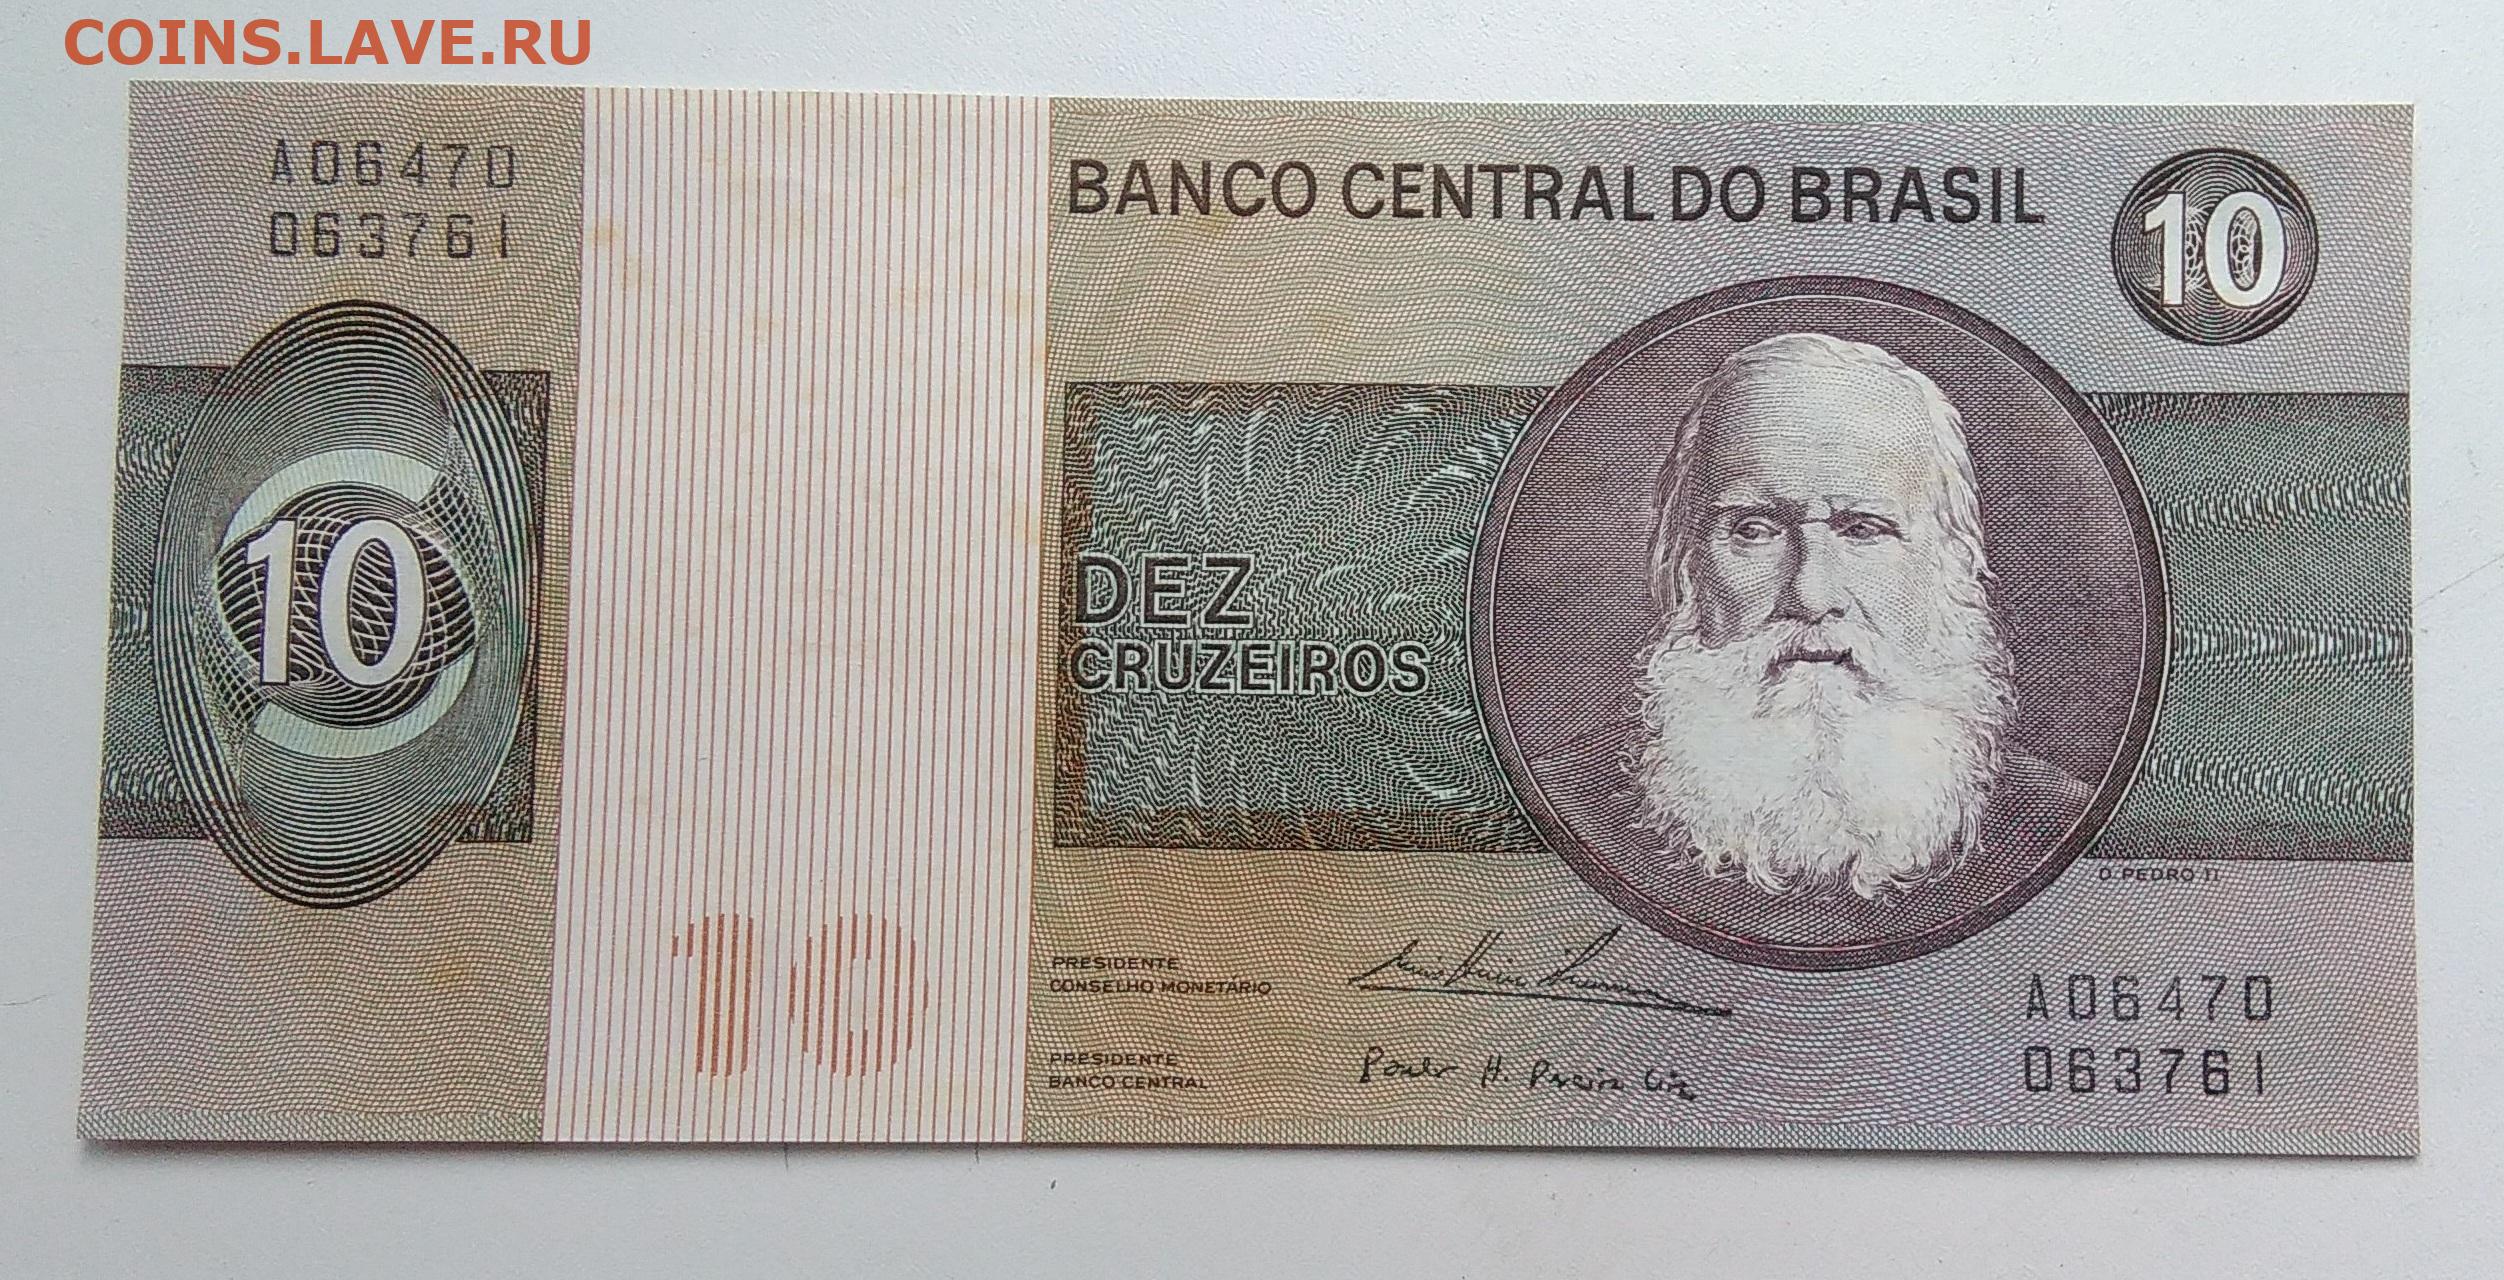 COINS.LAVE.RU
A06470
063761
BANCO CENTRAL DO BRASIL
10
10
DEZ
CRUZEIROS
D PEDRO II
10
PRESIDENTE
CONSELHO MONETÁRIO
PRESIDENTE
BANCO CENTRAL
A06470
063761